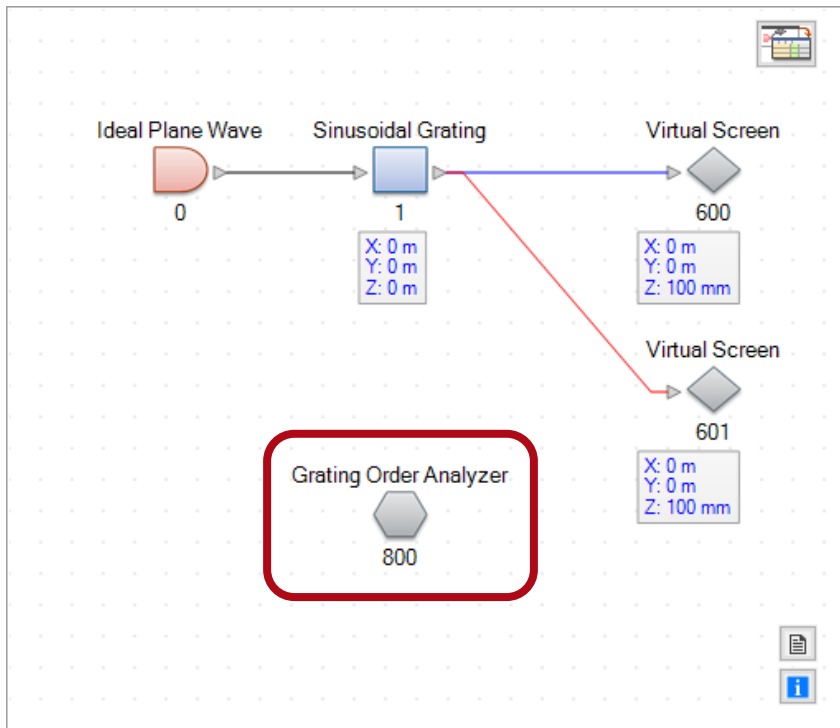 Ideal Plane Wave
0
Sinusoidal Grating
1
X: 0 m
Y: 0 m
Z: 0 m
Virtual Screen
600
X: 0 m
Y: 0 m
Z: 100 mm
Virtual Screen
601
X: 0 m
Y: 0 m
Z: 100 mm
Grating Order Analyzer
800
i